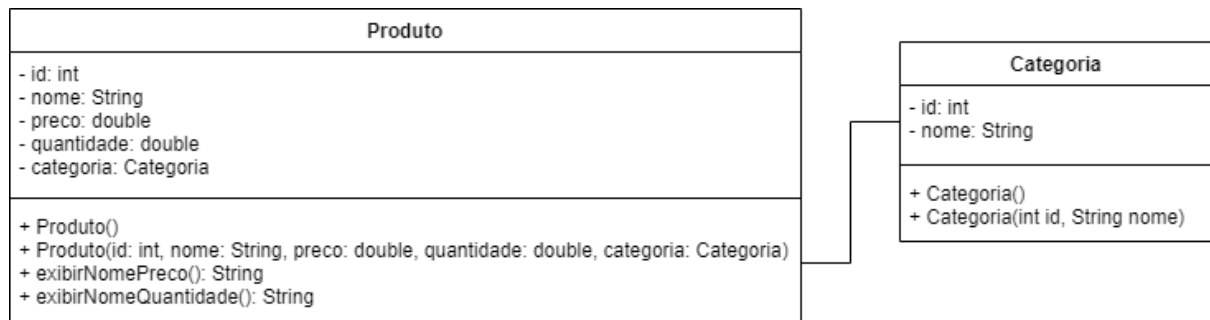 Produto
- id: int
- nome: String
- preco: double
- quantidade: double
- categoria: Categoria
+ Produto()
+ Produto(id: int, nome: String, preco: double, quantidade: double, categoria: Categoria)
+ exibirNomePreco(): String
+ exibirNomeQuantidade(): String
Categoria
- id: int
- nome: String
+ Categoria()
+ Categoria(int id, String nome)